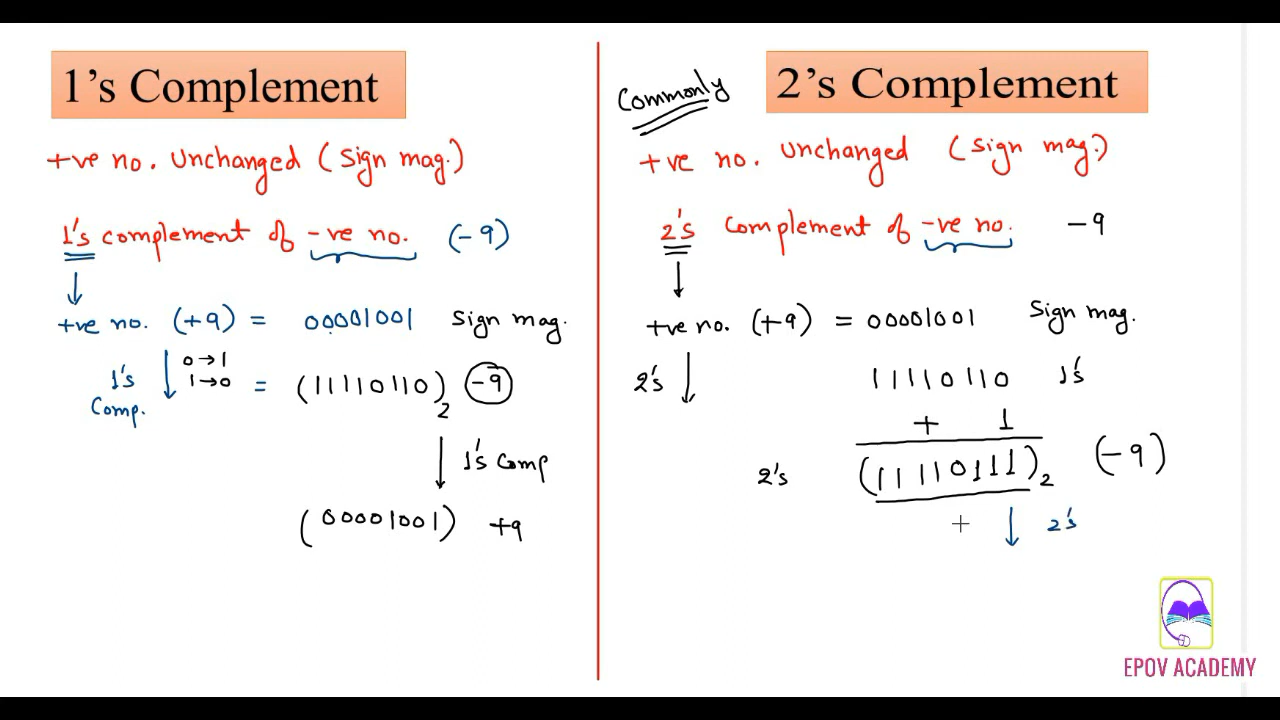 1's Complement
+ve no. Unchanged (Sign mag.)
1's complement of -ve no. (-9)
+ve no. (+9) = 00001001 Sign mag.
0→1
1→0
1's
Comp.
= (11110110)2 -9
1's Comp
(00001001) +9
Commonly
2's Complement
+ve no. Unchanged (Sign mag.)
2's Complement of -ve no. -9
+ve no. (+9) = 00001001 Sign mag.
2's
11110110 1's
+ 1
2's (11110111)2 (-9)
2's
EPOV ACADEMY